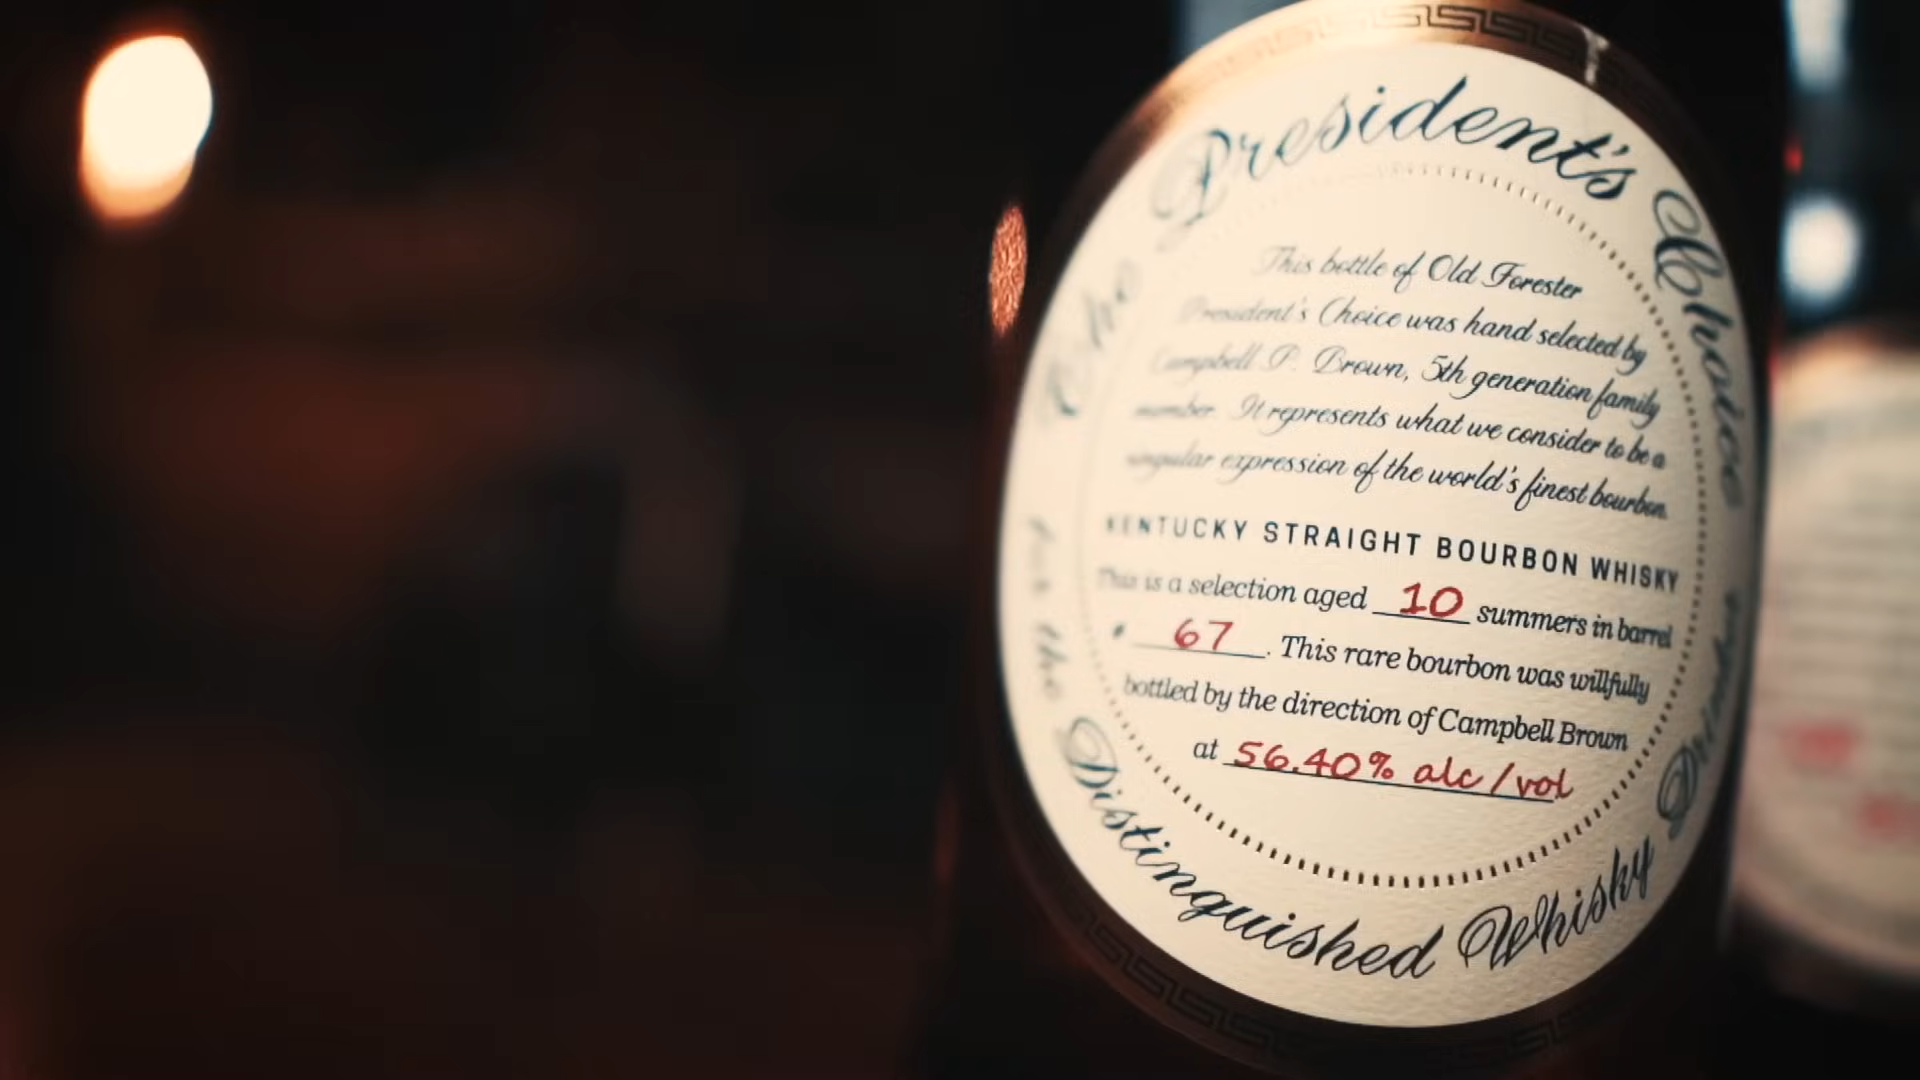 The President's Choice
This bottle of Old Forester
President's Choice was hand selected by
Campbell P. Brown, 5th generation family
member. It represents what we consider to be a
singular expression of the world's finest bourbon.
KENTUCKY STRAIGHT BOURBON WHISKY
This is a selection aged 10 summers in barrel
67. This rare bourbon was willfully
bottled by the direction of Campbell Brown
at 56.40% alc/vol
for the Distinguished Whisky